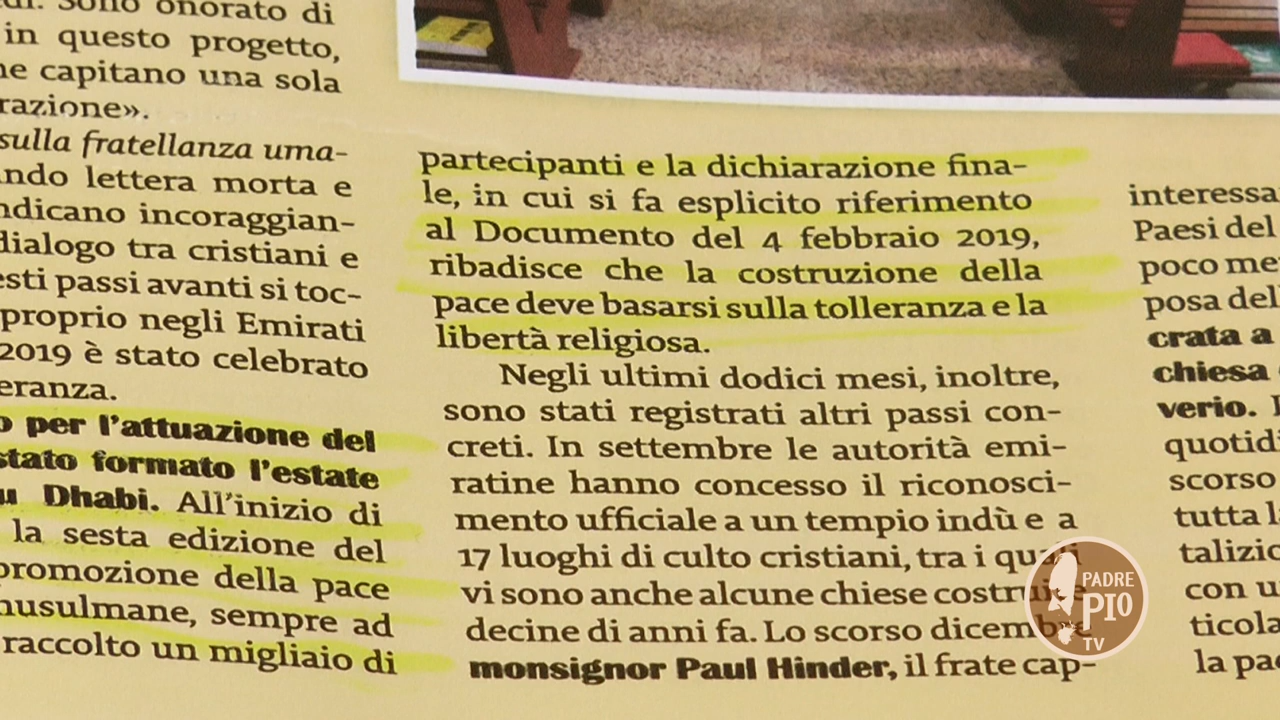 Sono onorato di
in questo progetto,
capitano una sola
razione».
sulla fratellanza uma-
ndo lettera morta e
ndicano incoraggian-
dialogo tra cristiani e
esti passi avanti si toc-
proprio negli Emirati
2019 è stato celebrato
eranza.
o per l'attuazione del
stato formato l'estate
u Dhabi. All'inizio di
la sesta edizione del
promozione della pace
musulmane, sempre ad
raccolto un migliaio di
partecipanti e la dichiarazione fina-
le, in cui si fa esplicito riferimento
al Documento del 4 febbraio 2019,
ribadisce che la costruzione della
pace deve basarsi sulla tolleranza e la
libertà religiosa.
Negli ultimi dodici mesi, inoltre,
sono stati registrati altri passi con-
creti. In settembre le autorità emi-
ratine hanno concesso il riconosci-
mento ufficiale a un tempio indù e a
17 luoghi di culto cristiani, tra i quali
vi sono anche alcune chiese costruite
decine di anni fa. Lo scorso dicembre
monsignor Paul Hinder, il frate cap-
interessa
Paesi del
poco me
posa del
crata a
chiesa
verio.
quotidi
scorso
tutta l
talizio
con u
ticola
la pac
PADRE
PIO
TV